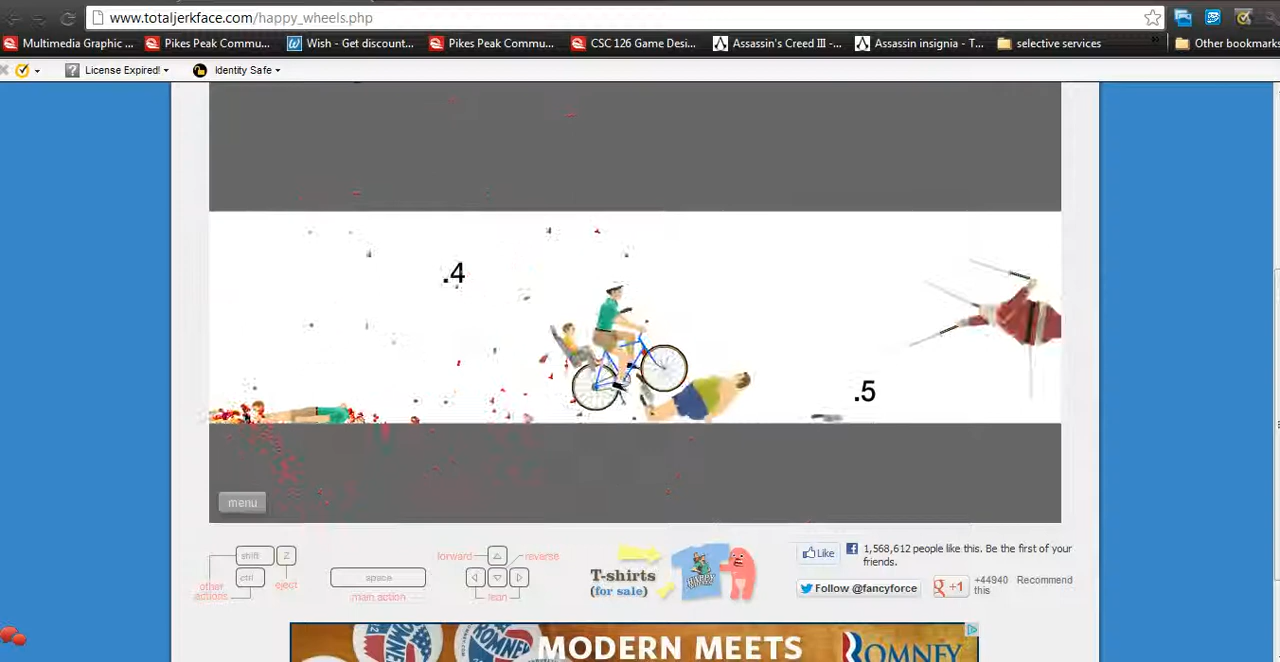 www.totaljerkface.com/happy_wheels.php
Multimedia Graphic ...
Pikes Peak Commu...
Wish - Get discount...
Pikes Peak Commu...
CSC 126 Game Desi...
Assassin's Creed III -...
Assassin insignia - T...
selective services
»
Other bookmarks
License Expired!
Identity Safe
.4
.5
menu
shift
Z
ctrl
other actions
eject
space
main action
forward
reverse
lean
T-shirts
(for sale)
Like
1,568,612 people like this. Be the first of your
friends.
Follow @fancyforce
+1
+44940 Recommend
this
ROMNEY
MODERN MEETS
ROMNEY